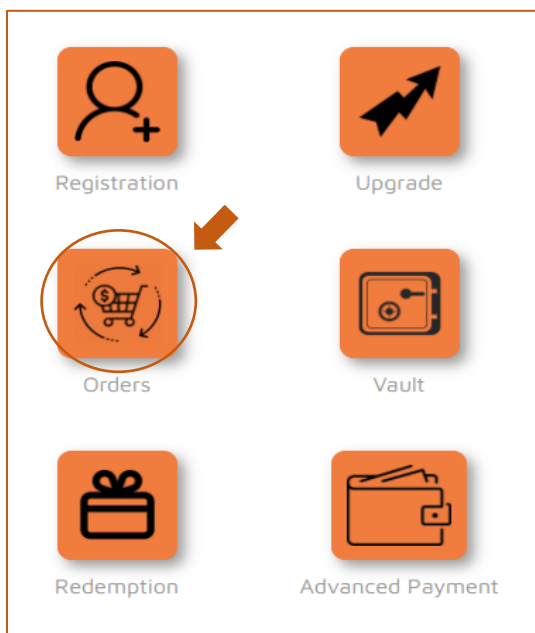 Registration
Upgrade
$
Orders
Vault
Redemption
Advanced Payment